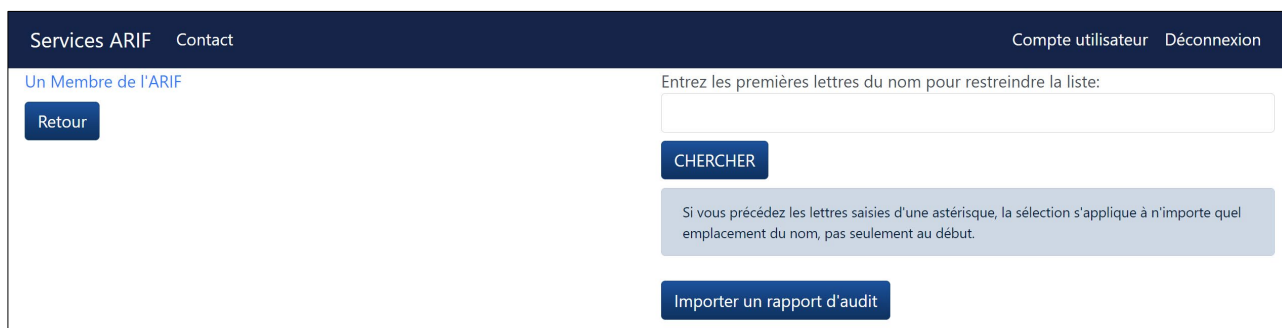 Services ARIF Contact Compte utilisateur Déconnexion
Un Membre de l'ARIF
Retour
Entrez les premières lettres du nom pour restreindre la liste:
CHERCHER
Si vous précédez les lettres saisies d'une astérisque, la sélection s'applique à n'importe quel
emplacement du nom, pas seulement au début.
Importer un rapport d'audit